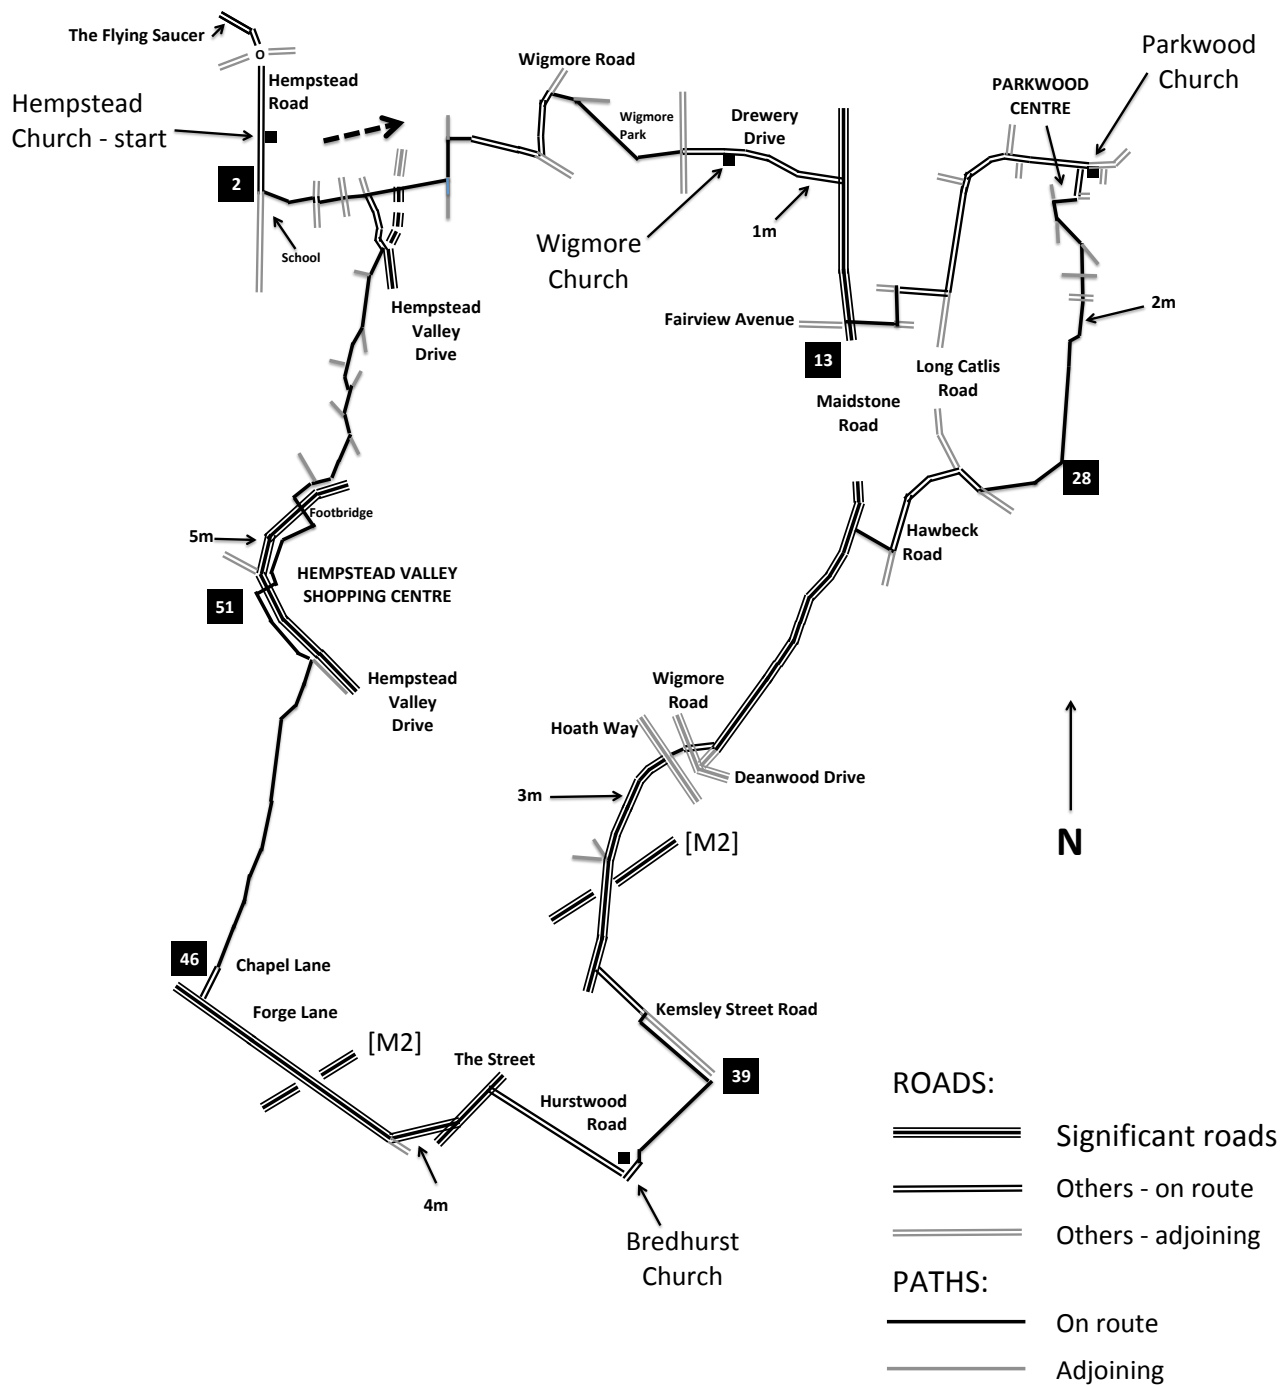 The Flying Saucer
O
Hempstead
Road
Hempstead
Church - start
2
School
Hempstead
Valley
Drive
Wigmore Road
Wigmore
Park
Drewery
Drive
Wigmore
Church
1m
PARKWOOD
CENTRE
Parkwood
Church
2m
Fairview Avenue
13
Maidstone
Road
Long Catlis
Road
28
Hawbeck
Road
Footbridge
5m
HEMPSTEAD VALLEY
SHOPPING CENTRE
51
Hempstead
Valley
Drive
Wigmore
Road
Hoath Way
Deanwood Drive
3m
[M2]
N
46
Chapel Lane
Forge Lane
[M2]
The Street
Kemsley Street Road
39
Hurstwood
Road
4m
Bredhurst
Church
ROADS:
Significant roads
Others - on route
Others - adjoining
PATHS:
On route
Adjoining